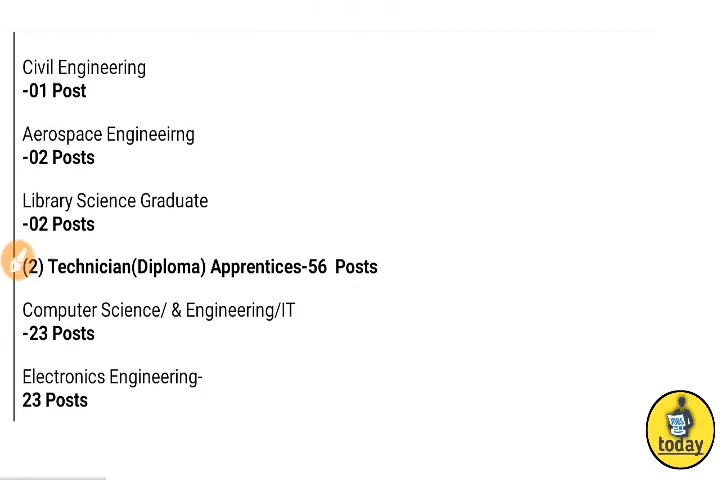 Civil Engineering
-01 Post
Aerospace Engineeirng
-02 Posts
Library Science Graduate
-02 Posts
(2) Technician(Diploma) Apprentices-56 Posts
Computer Science/ & Engineering/IT
-23 Posts
Electronics Engineering-
23 Posts
JOBS
today